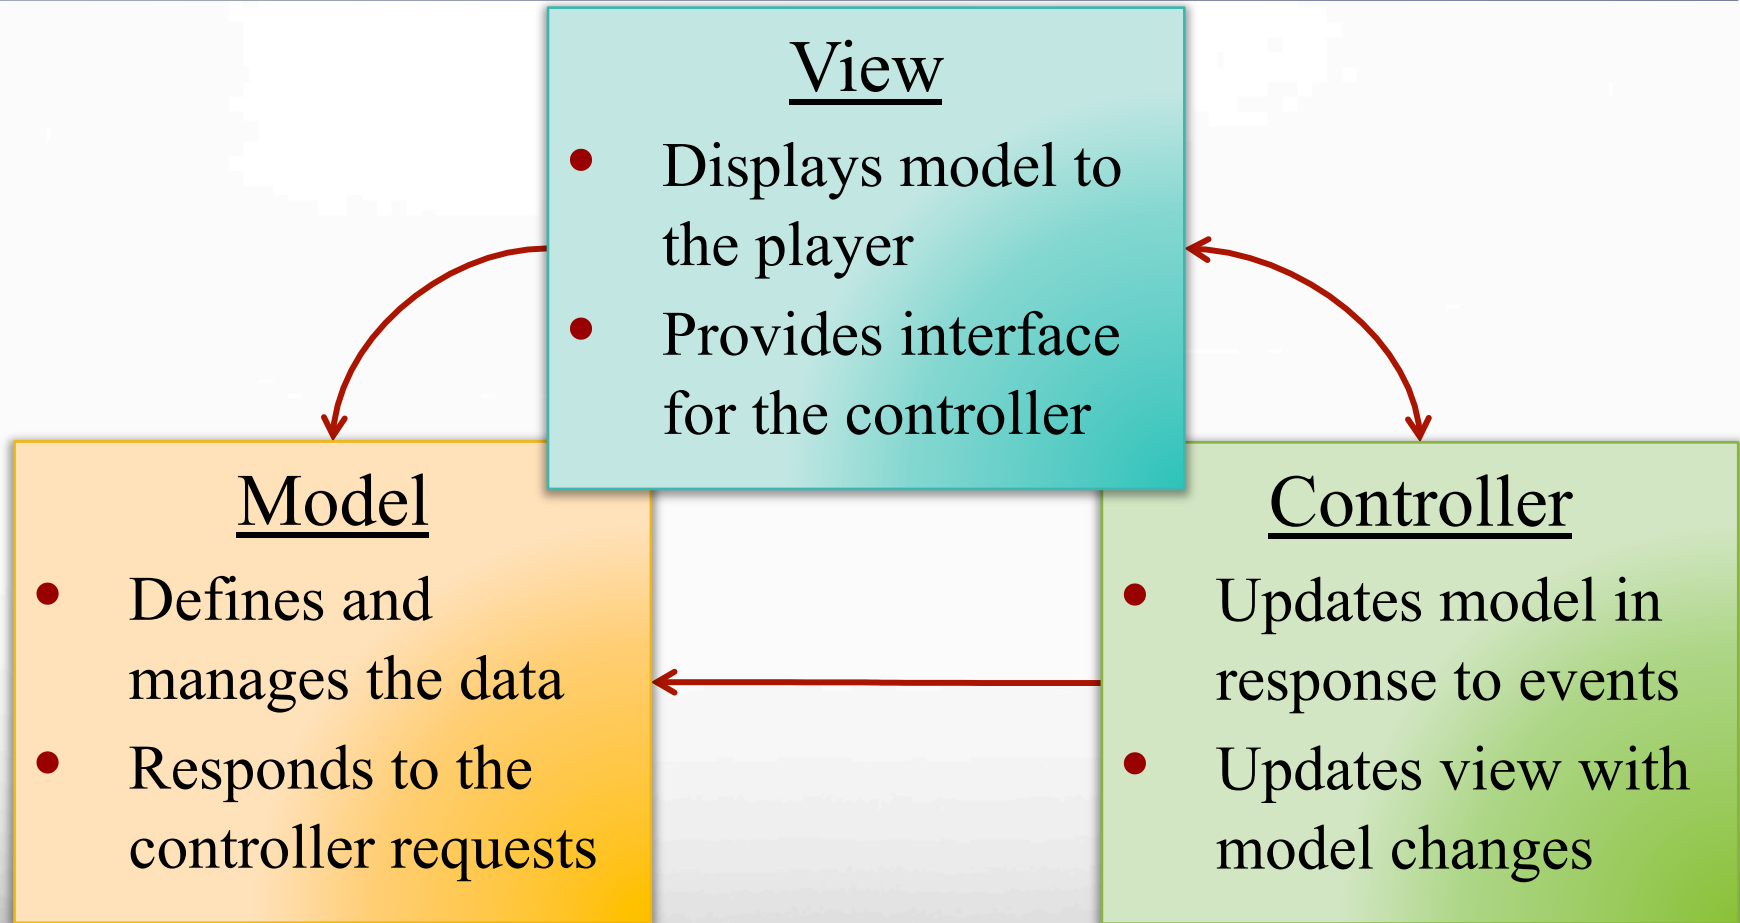 View
• Displays model to
the player
• Provides interface
for the controller
Model
• Defines and
manages the data
• Responds to the
controller requests
Controller
• Updates model in
response to events
• Updates view with
model changes